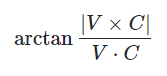 arctan |V × C| / V · C